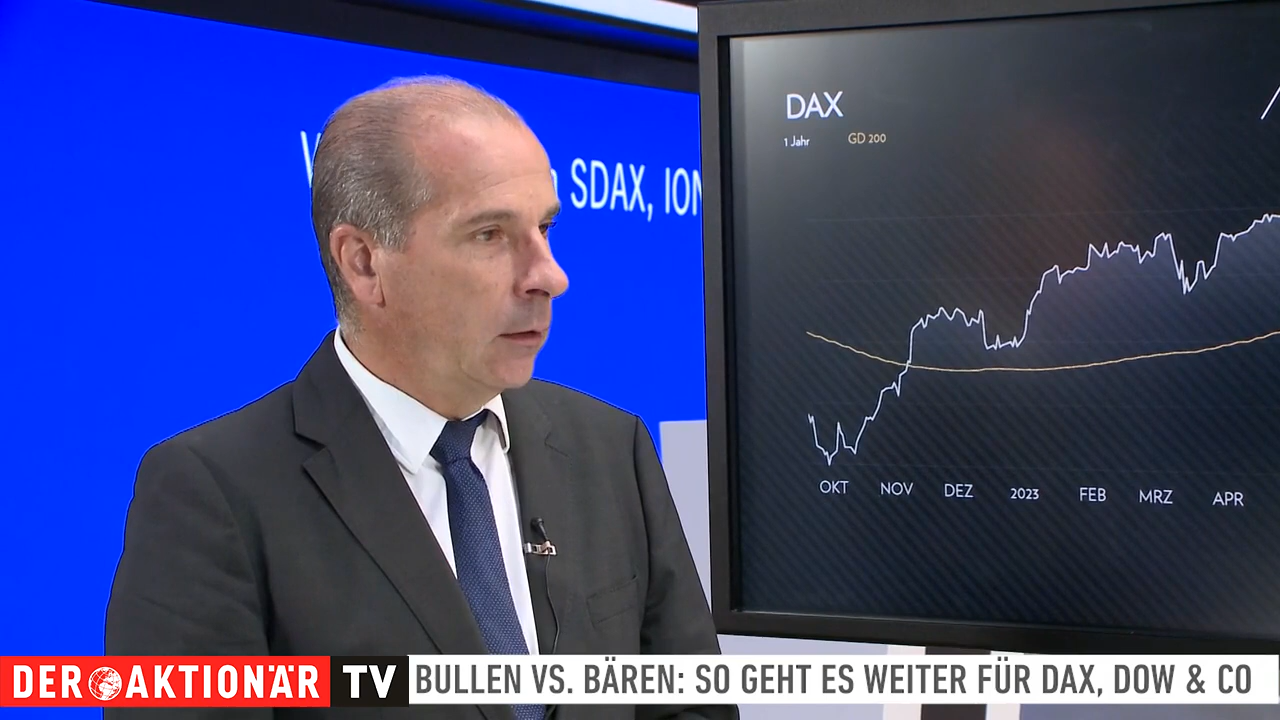 SDAX,
DAX
1 Jahr GD 200
OKT NOV DEZ 2023 FEB MRZ APR
DER AKTIONÄR TV BULLEN VS. BÄREN: SO GEHT ES WEITER FÜR DAX, DOW & CO